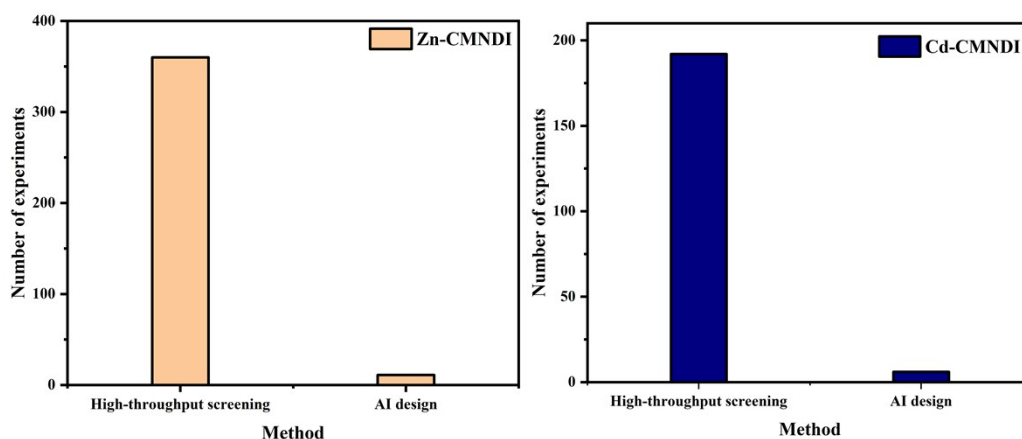 Number of experiments
400
300
200
100
0
Zn-CMNDI
High-throughput screening
AI design
Method
Number of experiments
200
150
100
50
0
Cd-CMNDI
High-throughput screening
AI design
Method